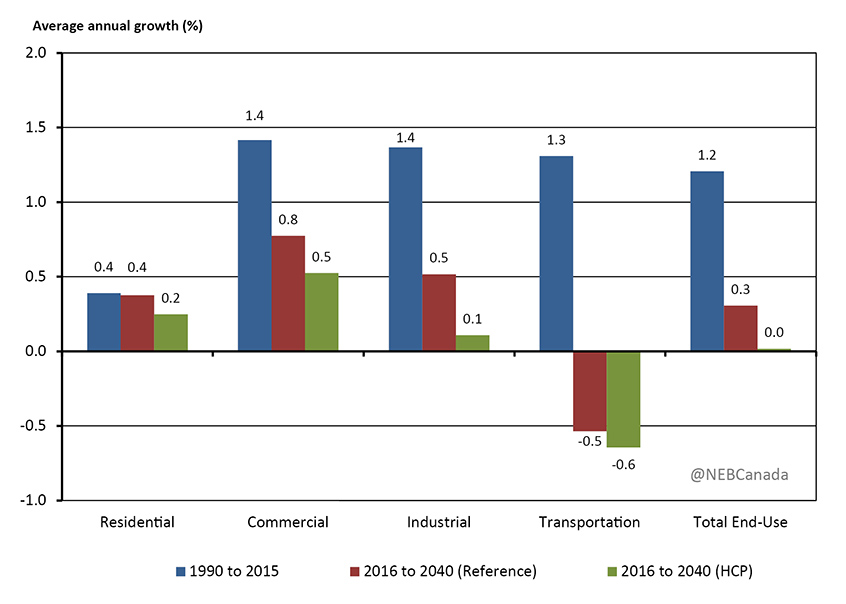 Average annual growth (%)
2.0
1.5
1.0
0.5
0.0
-0.5
-1.0
0.4 0.4 0.2
1.4 0.8 0.5
1.4 0.5 0.1
1.3 -0.5 -0.6
1.2 0.3 0.0
@NEBCanada
Residential Commercial Industrial Transportation Total End-Use
1990 to 2015 2016 to 2040 (Reference) 2016 to 2040 (HCP)